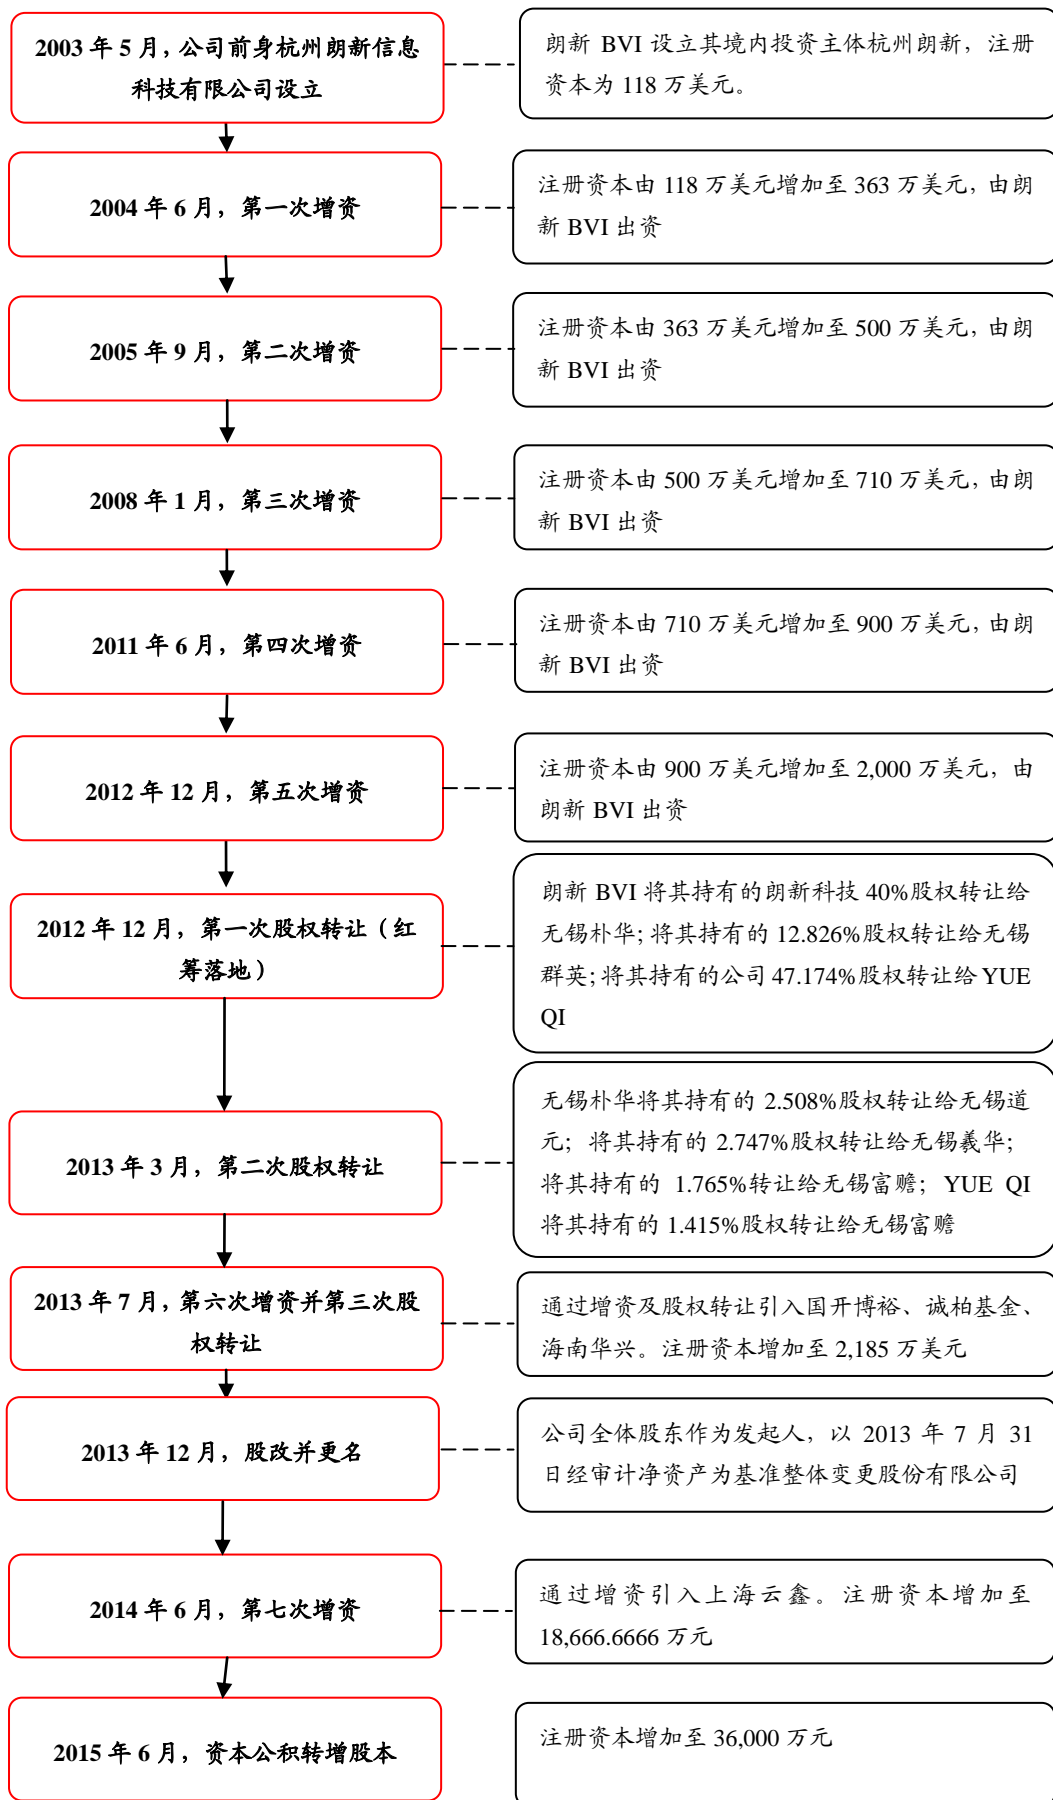 2003 年 5 月，公司前身杭州朗新信息
科技有限公司设立
朗新 BVI 设立其境内投资主体杭州朗新，注册
资本为 118 万美元。
2004 年 6 月，第一次增资
注册资本由 118 万美元增加至 363 万美元，由朗
新 BVI 出资
2005 年 9 月，第二次增资
注册资本由 363 万美元增加至 500 万美元，由朗
新 BVI 出资
2008 年 1 月，第三次增资
注册资本由 500 万美元增加至 710 万美元，由朗
新 BVI 出资
2011 年 6 月，第四次增资
注册资本由 710 万美元增加至 900 万美元，由朗
新 BVI 出资
2012 年 12 月，第五次增资
注册资本由 900 万美元增加至 2,000 万美元，由
朗新 BVI 出资
2012 年 12 月，第一次股权转让（红
筹落地）
朗新 BVI 将其持有的朗新科技 40%股权转让给
无锡朴华；将其持有的 12.826%股权转让给无锡
群英；将其持有的公司 47.174%股权转让给 YUE
QI
2013 年 3 月，第二次股权转让
无锡朴华将其持有的 2.508%股权转让给无锡道
元；将其持有的 2.747%股权转让给无锡羲华；
将其持有的 1.765%转让给无锡富赡；YUE QI
将其持有的 1.415%股权转让给无锡富赡
2013 年 7 月，第六次增资并第三次股
权转让
通过增资及股权转让引入国开博裕、诚柏基金、
海南华兴。注册资本增加至 2,185 万美元
2013 年 12 月，股改并更名
公司全体股东作为发起人，以 2013 年 7 月 31
日经审计净资产为基准整体变更股份有限公司
2014 年 6 月，第七次增资
通过增资引入上海云鑫。注册资本增加至
18,666.6666 万元
2015 年 6 月，资本公积转增股本
注册资本增加至 36,000 万元